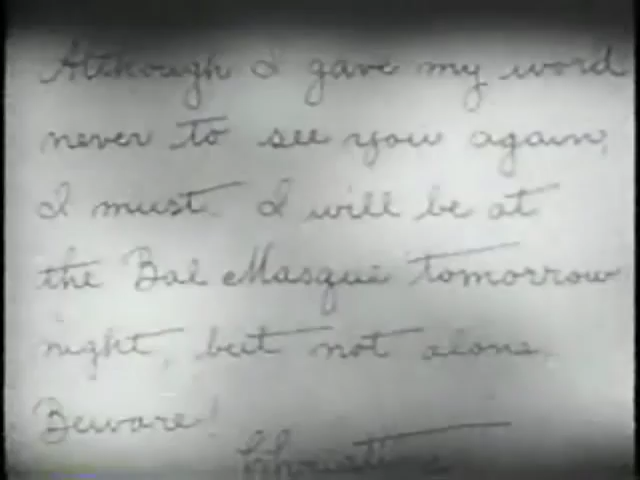 Although I gave my word
never to see you again,
I must. I will be at
the Bal Masque tomorrow
night, but not alone.
Beware!
Christine